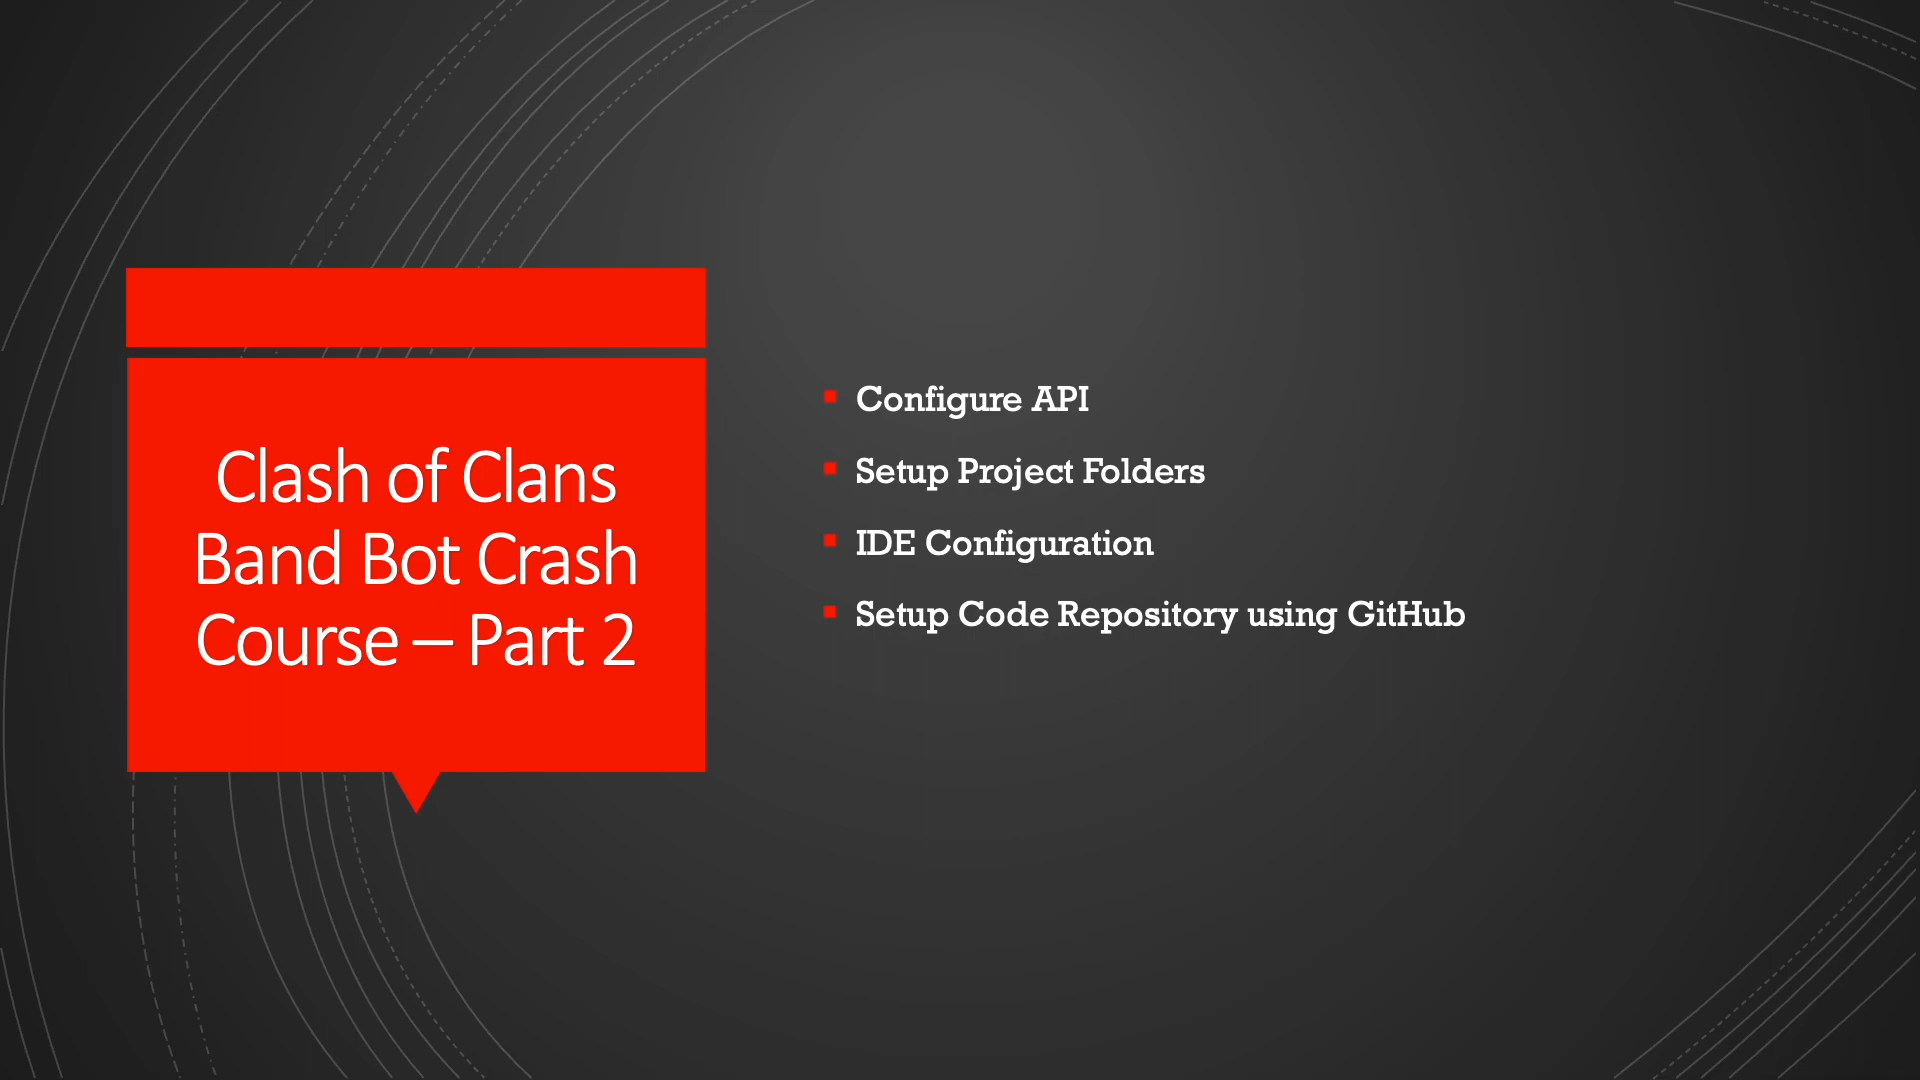 Clash of Clans
Band Bot Crash
Course – Part 2
Configure API
Setup Project Folders
IDE Configuration
Setup Code Repository using GitHub